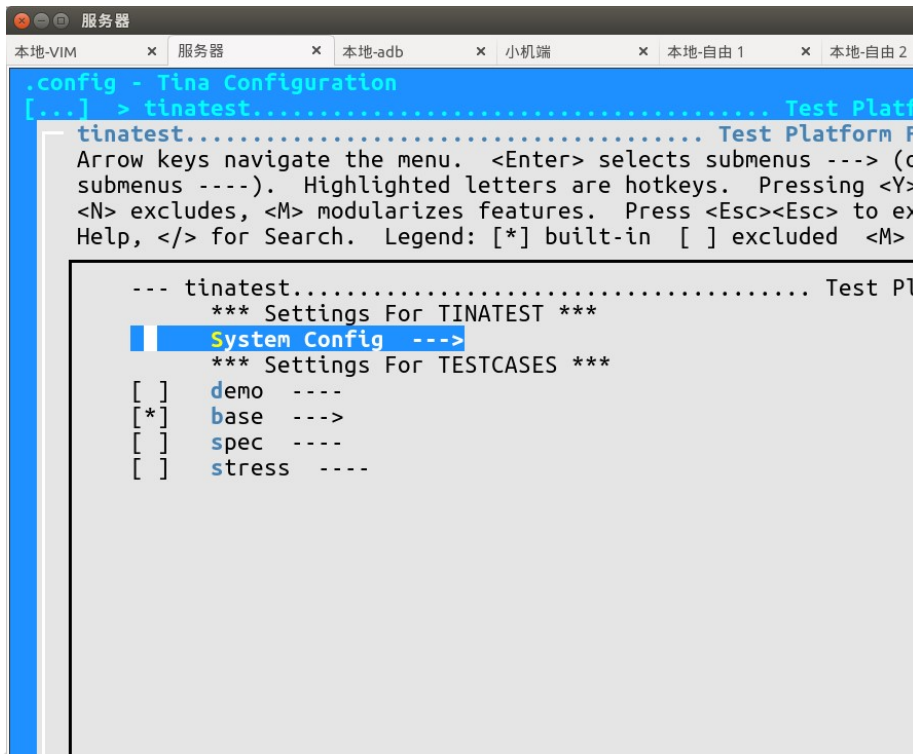 服务器
本地-VIM × 服务器 × 本地-adb × 小机端 × 本地-自由 1 × 本地-自由 2
.config - Tina Configuration
[...] > tinatest....................................... Test Platf
tinatest....................................... Test Platform F
Arrow keys navigate the menu.  <Enter> selects submenus ---> (o
submenus ----).  Highlighted letters are hotkeys.  Pressing <Y>
<N> excludes, <M> modularizes features.  Press <Esc><Esc> to ex
Help, </> for Search.  Legend: [*] built-in  [ ] excluded  <M>
--- tinatest....................................... Test Pl
*** Settings For TINATEST ***
System Config  --->
*** Settings For TESTCASES ***
[ ]   demo  ----
[*]   base  --->
[ ]   spec  ----
[ ]   stress  ----